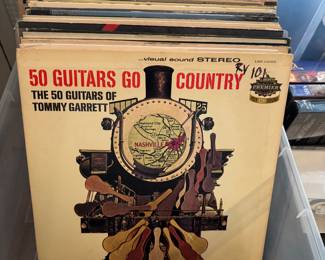 ...visual sound STEREO
50 GUITARS GO COUNTRY
THE 50 GUITARS OF
TOMMY GARRETT
NASHVILLE
PREMIER